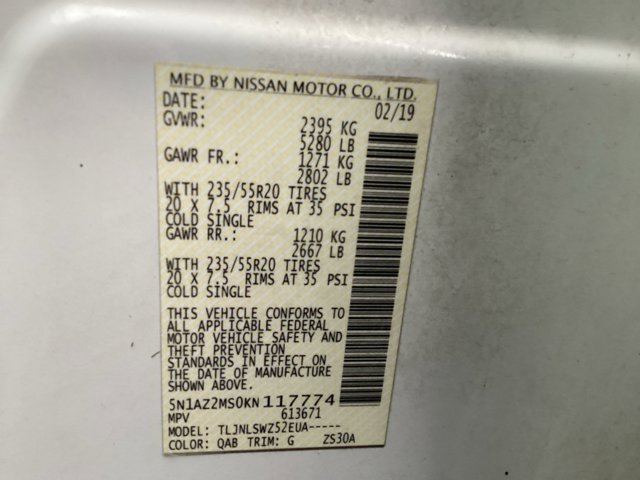 MFD BY NISSAN MOTOR CO., LTD.
DATE: 02/19
GVWR: 2395 KG
5280 LB
GAWR FR.: 1271 KG
2802 LB
WITH 235/55R20 TIRES
20 X 7.5 RIMS AT 35 PSI
COLD SINGLE
GAWR RR.: 1210 KG
2667 LB
WITH 235/55R20 TIRES
20 X 7.5 RIMS AT 35 PSI
COLD SINGLE
THIS VEHICLE CONFORMS TO
ALL APPLICABLE FEDERAL
MOTOR VEHICLE SAFETY AND
THEFT PREVENTION
STANDARDS IN EFFECT ON
THE DATE OF MANUFACTURE
SHOWN ABOVE.
5N1AZ2MS0KN117774
MPV 613671
MODEL: TLJNLSWZ52EUA-----
COLOR: QAB TRIM: G ZS30A